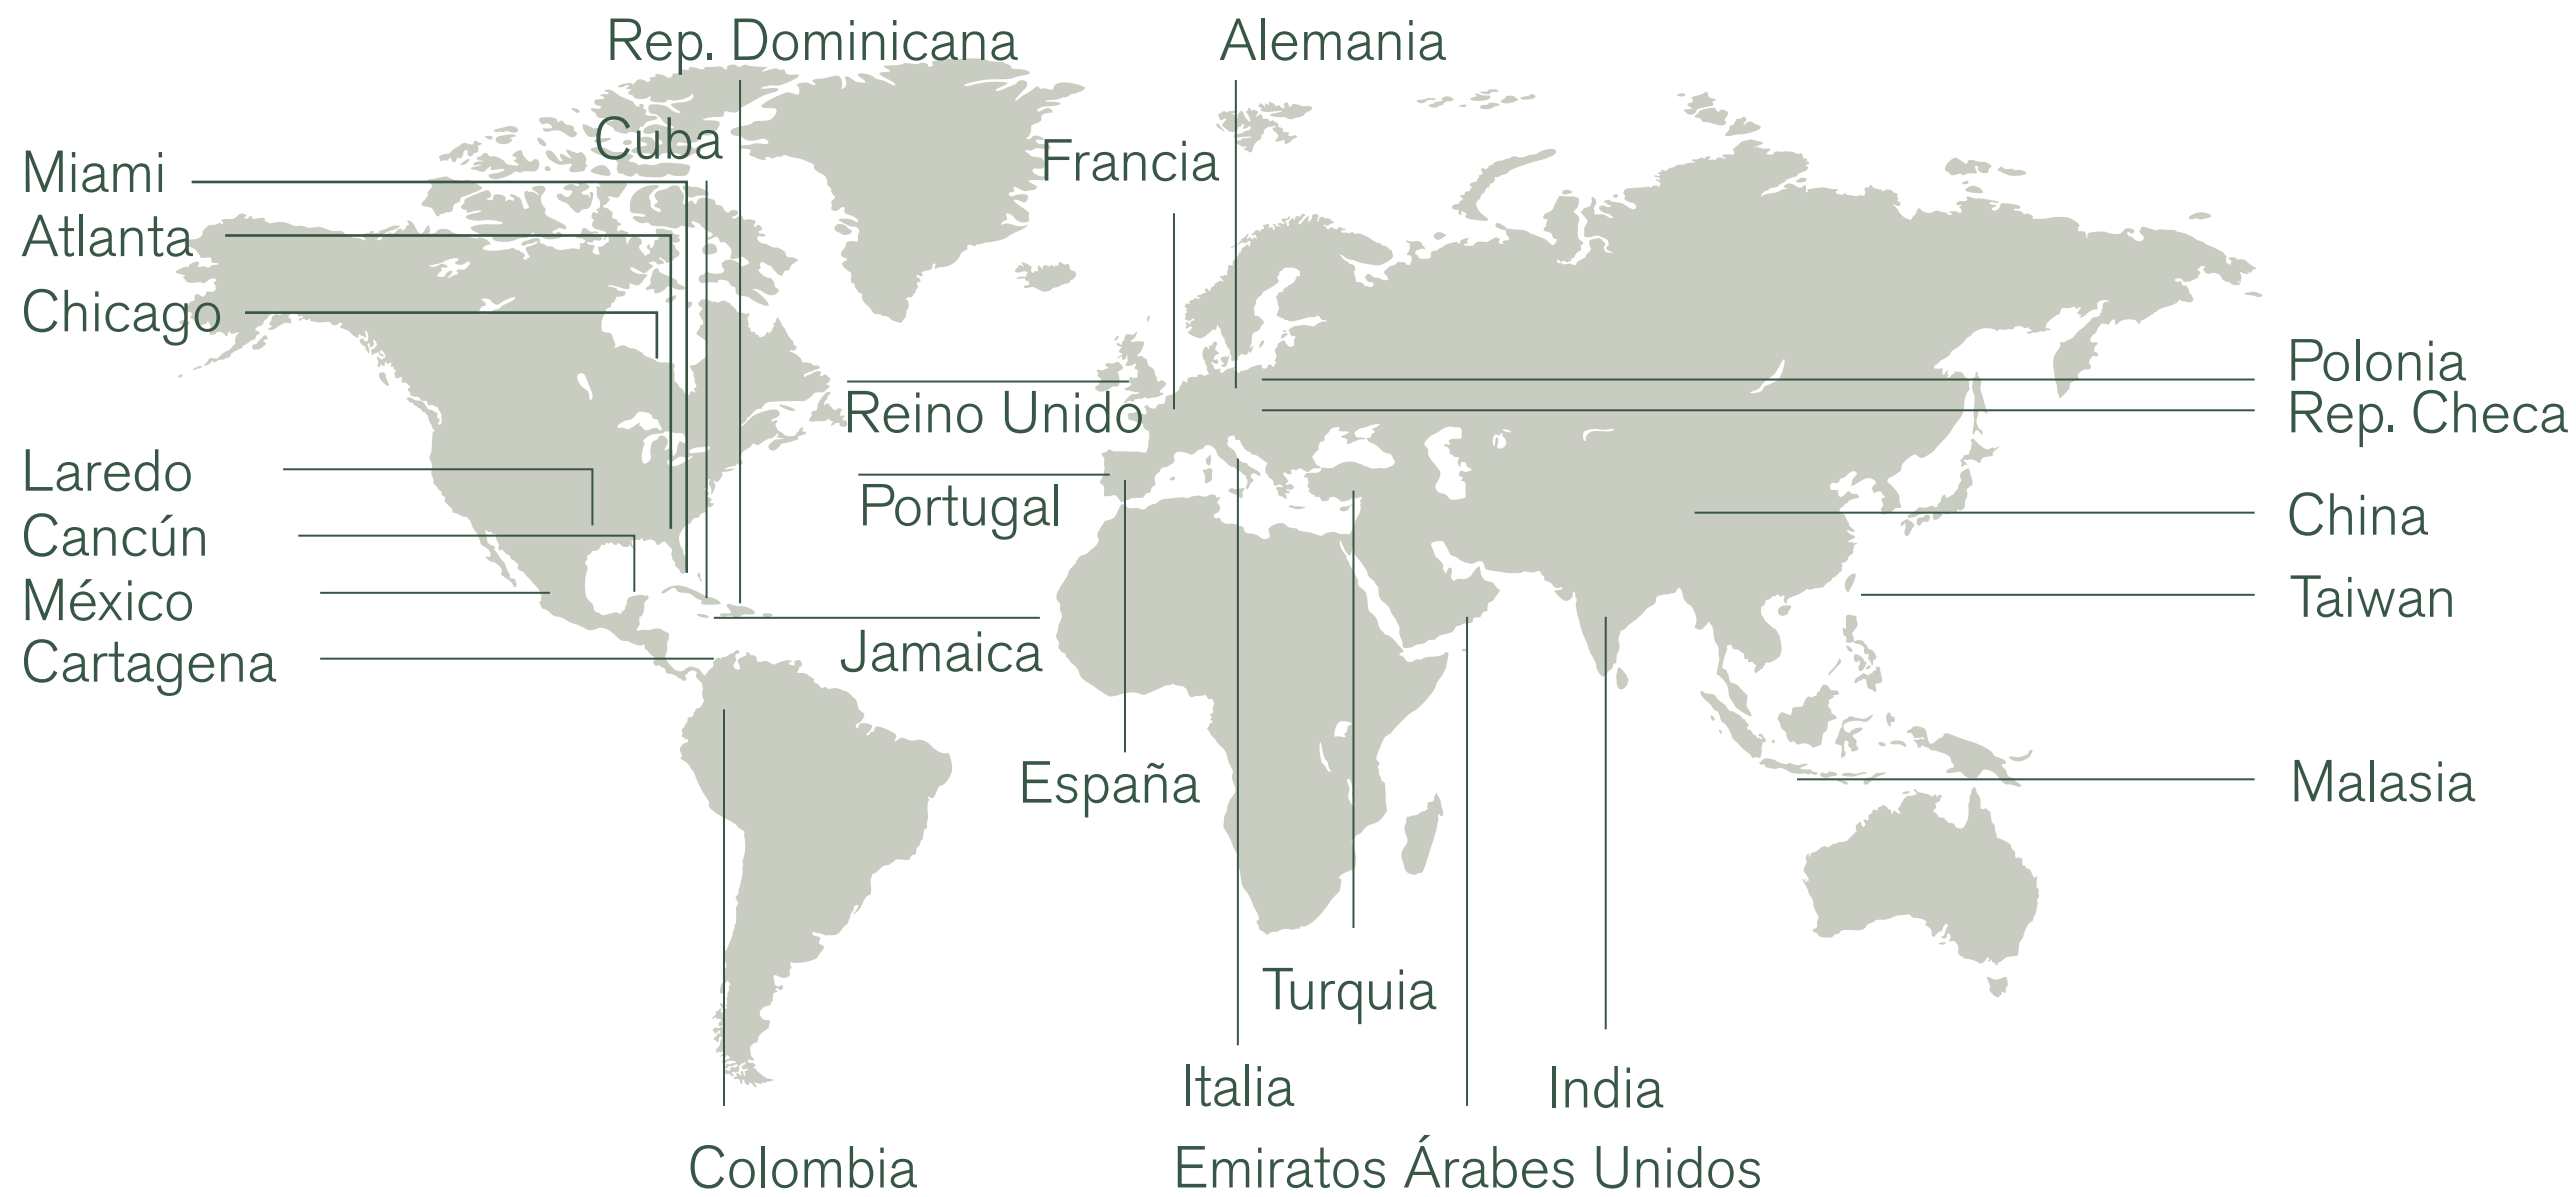 Rep. Dominicana
Alemania
Cuba
Francia
Miami
Atlanta
Chicago
Polonia
Reino Unido
Rep. Checa
Laredo
Portugal
China
Cancún
México
Taiwan
Cartagena
Jamaica
España
Malasia
Turquia
Italia
India
Colombia
Emiratos Árabes Unidos